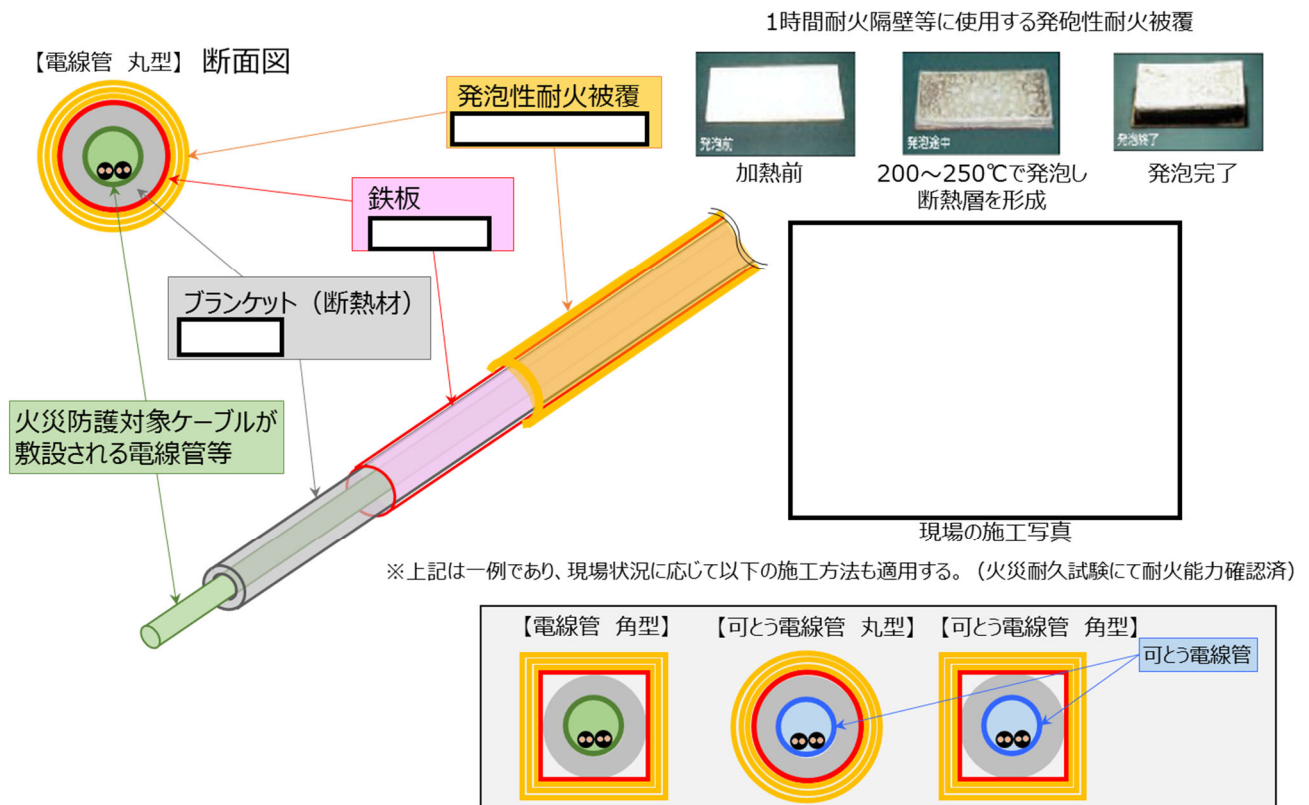 1時間耐火隔壁等に使用する発砲性耐火被覆
【電線管 丸型】 断面図
発泡性耐火被覆
発泡前
発泡途中
発泡終了
加熱前
200～250℃で発泡し
断熱層を形成
発泡完了
鉄板
ブランケット（断熱材）
火災防護対象ケーブルが
敷設される電線管等
現場の施工写真
※上記は一例であり、現場状況に応じて以下の施工方法も適用する。（火災耐久試験にて耐火能力確認済）
【電線管 角型】
【可とう電線管 丸型】
【可とう電線管 角型】
可とう電線管